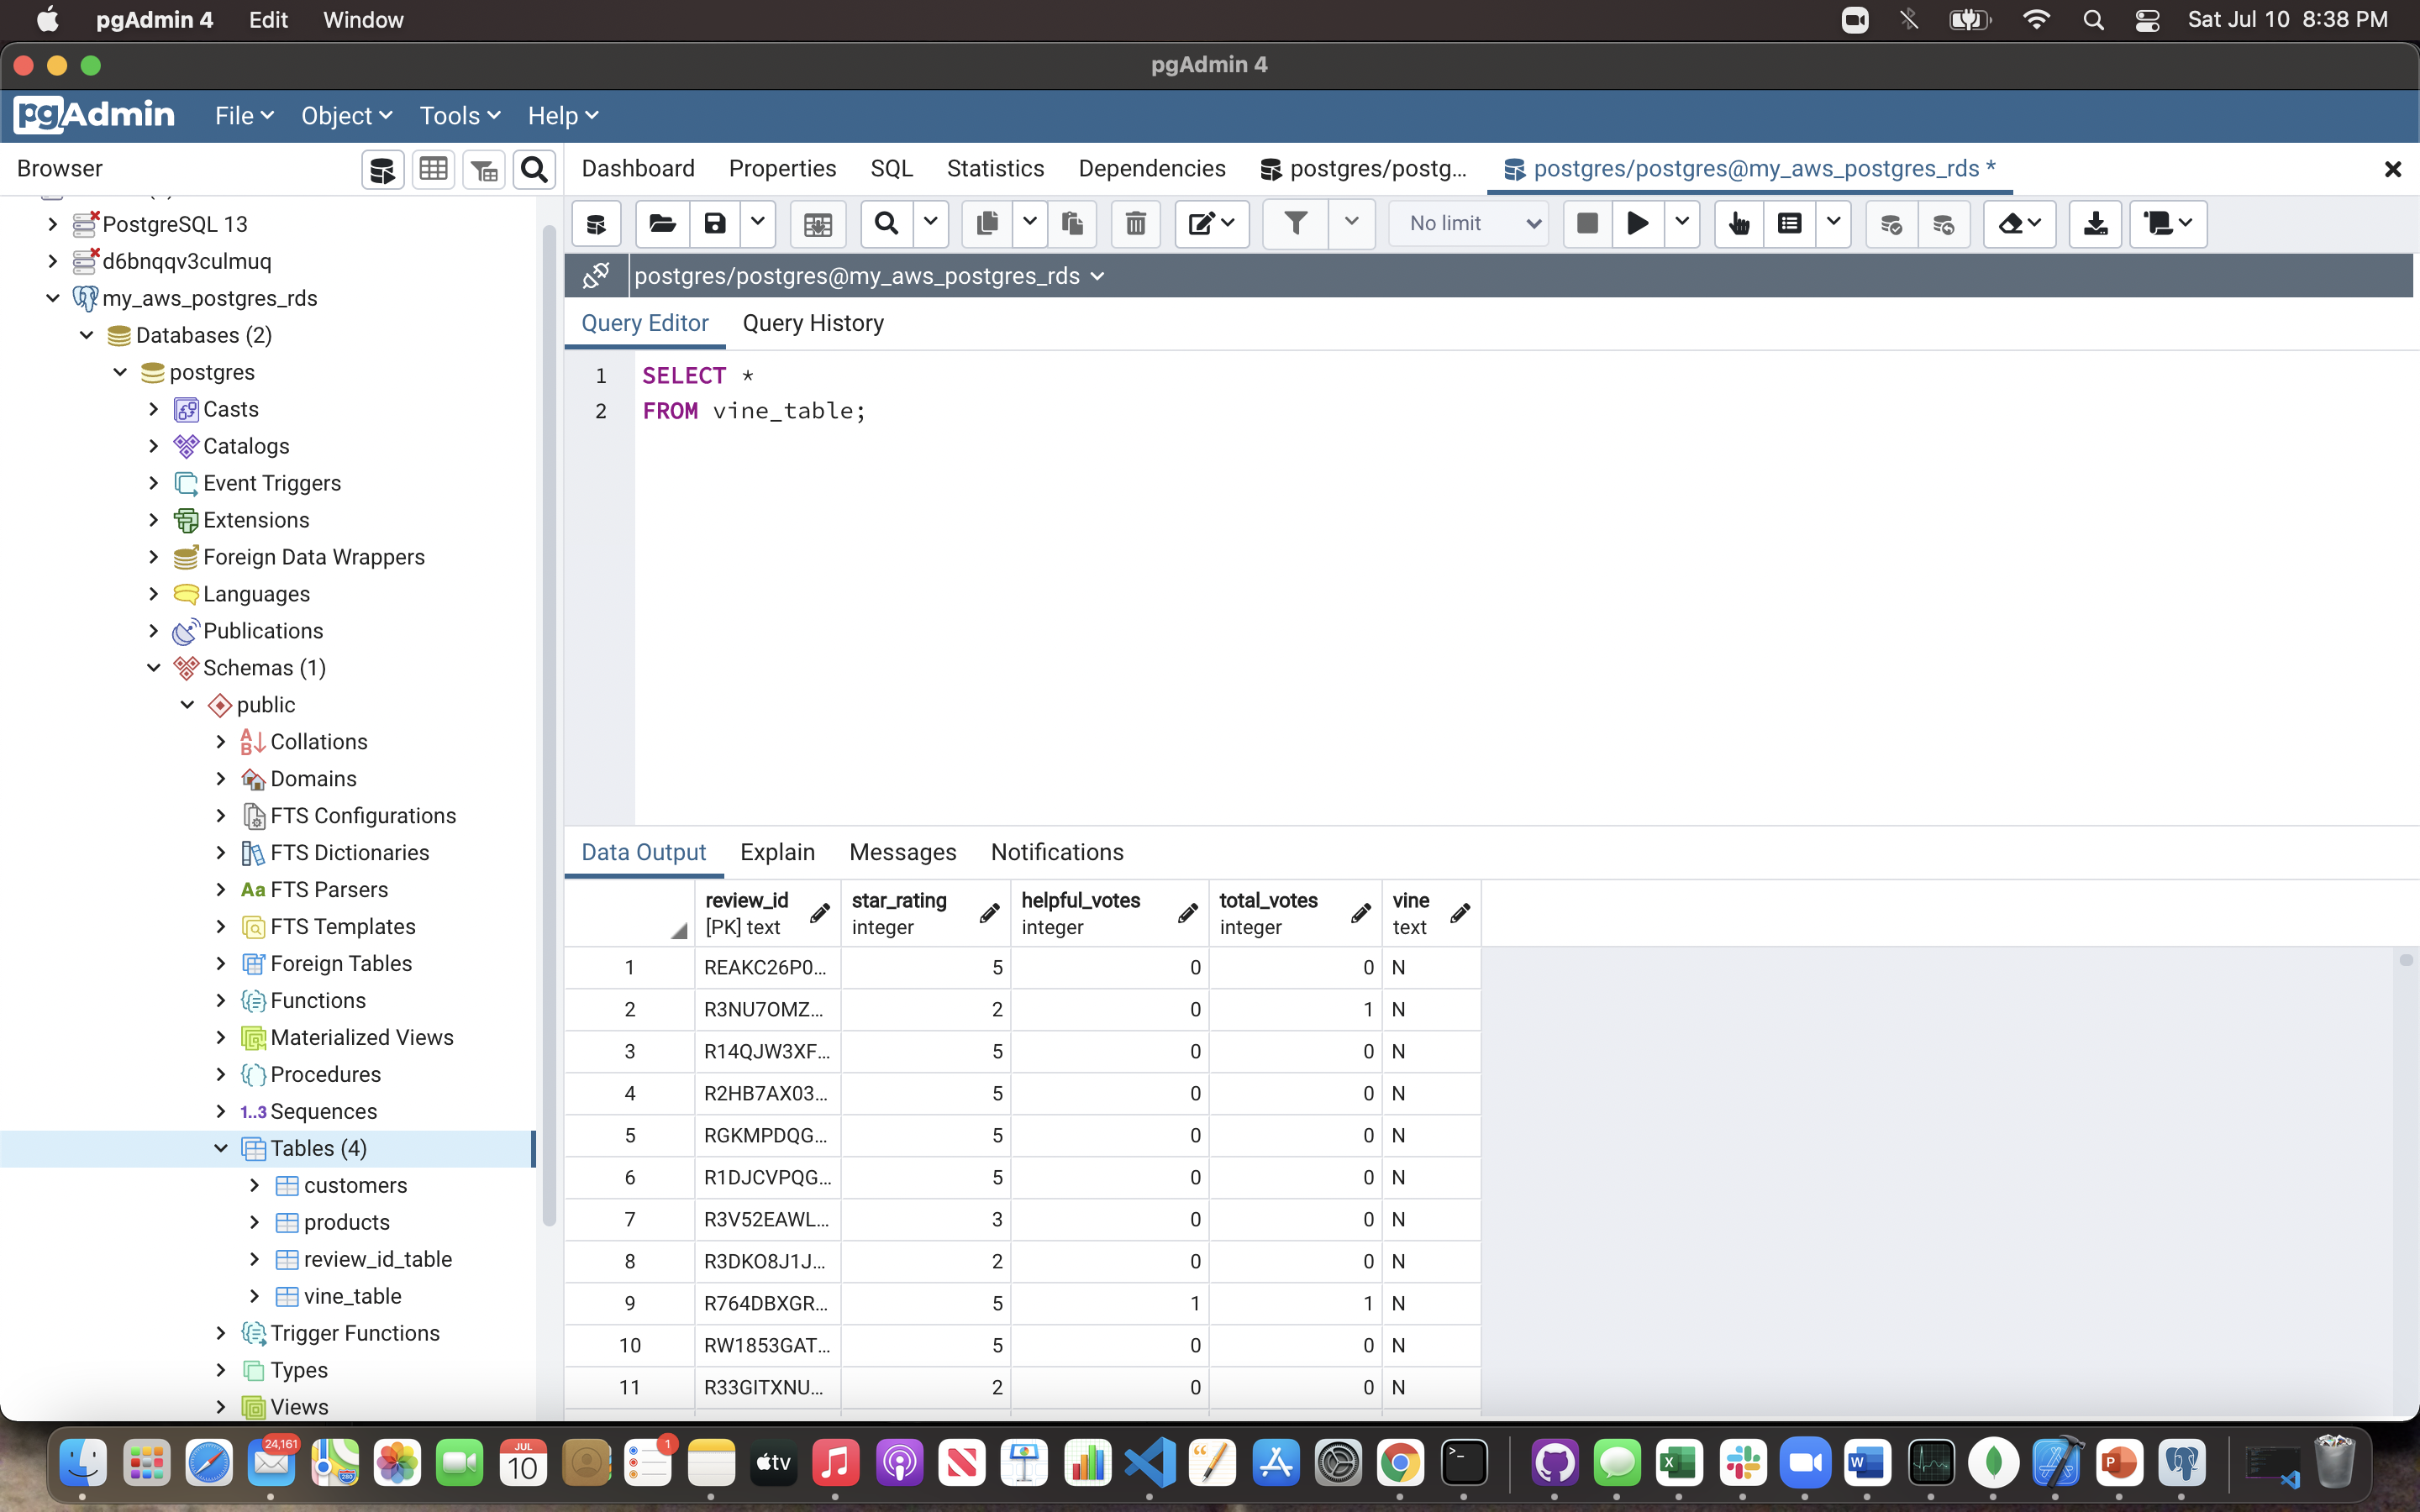 pgAdmin 4 Edit Window Sat Jul 10 8:38 PM
pgAdmin 4
pgAdmin File Object Tools Help
Browser
Dashboard Properties SQL Statistics Dependencies postgres/postg... postgres/postgres@my_aws_postgres_rds *
PostgreSQL 13
d6bnqqv3culmuq
my_aws_postgres_rds
Databases (2)
postgres
Casts
Catalogs
Event Triggers
Extensions
Foreign Data Wrappers
Languages
Publications
Schemas (1)
public
Collations
Domains
FTS Configurations
FTS Dictionaries
Aa FTS Parsers
FTS Templates
Foreign Tables
Functions
Materialized Views
Procedures
1..3 Sequences
Tables (4)
customers
products
review_id_table
vine_table
Trigger Functions
Types
Views
No limit
postgres/postgres@my_aws_postgres_rds
Query Editor Query History
1 SELECT *
2 FROM vine_table;
Data Output Explain Messages Notifications
review_id star_rating helpful_votes total_votes vine
[PK] text integer integer integer text
1 REAKC26P0... 5 0 0 N
2 R3NU7OMZ... 2 0 1 N
3 R14QJW3XF... 5 0 0 N
4 R2HB7AX03... 5 0 0 N
5 RGKMPDQG... 5 0 0 N
6 R1DJCVPQG... 5 0 0 N
7 R3V52EAWL... 3 0 0 N
8 R3DKO8J1J... 2 0 0 N
9 R764DBXGR... 5 1 1 N
10 RW1853GAT... 5 0 0 N
11 R33GITXNU... 2 0 0 N
24,161 JUL 10 1 tv